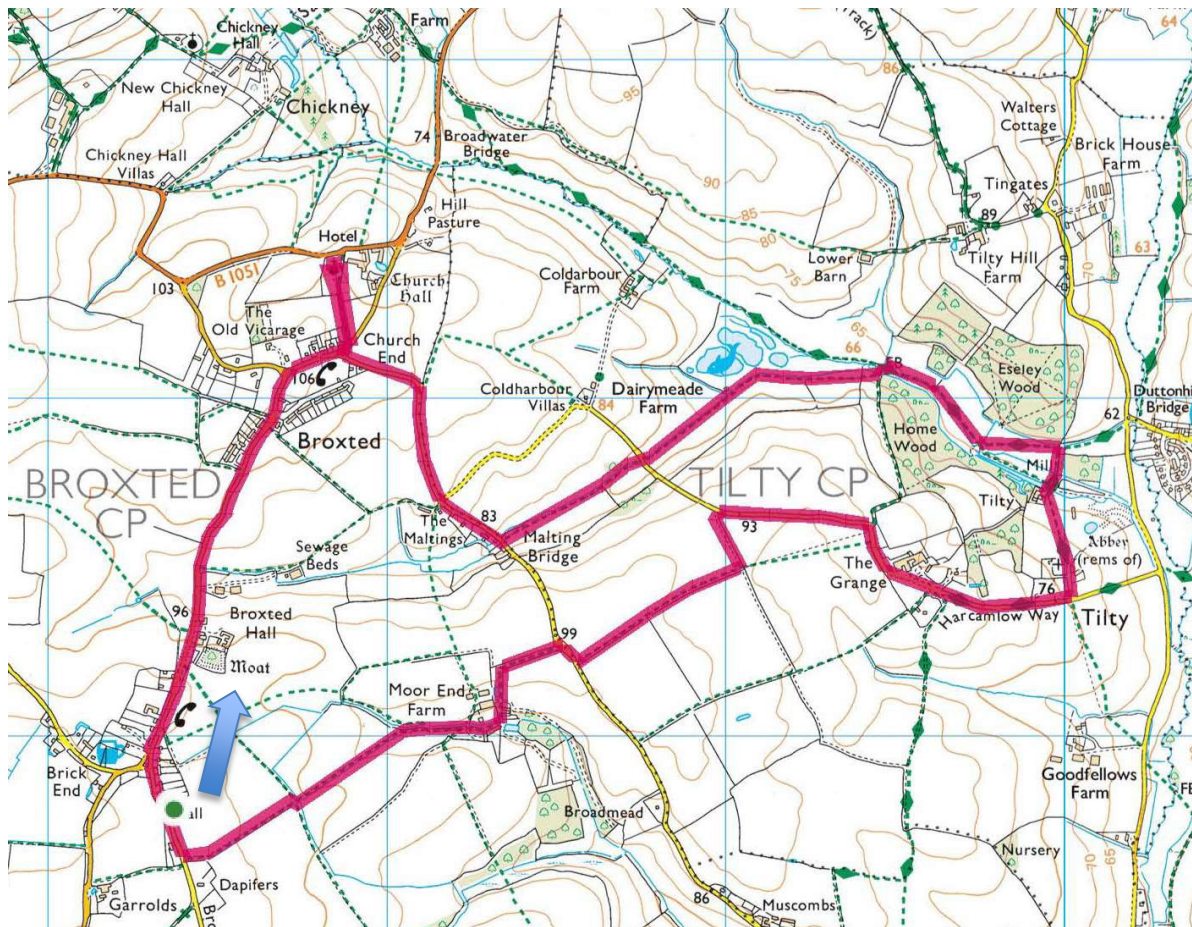 Chickney
Hall
Farm
Track)
64
86
New Chickney
Hall
Chickney
95
Walters
Cottage
74
Broadwater
Bridge
Brick House
Farm
Chickney Hall
Villas
90
Tingates
85
89
Hill
Pasture
80
63
Hotel
Lower
Barn
Tilty Hill
Farm
75
70
B 1051
103
Church
Hall
Coldarbour
Farm
The
Old Vicarage
65
66
Church
End
FB
Eseley
Wood
106
Coldharbour
Villas
84
Dairymeade
Farm
Duttonhi
Bridge
62
Home
Wood
Broxted
BROXTED
CP
TILTY CP
Mill
Tilty
The
Maltings
83
93
Malting
Bridge
Abbey
(rems of)
Sewage
Beds
The
Grange
96
Broxted
Hall
76
Harcamlow Way
Tilty
Moat
99
Moor End
Farm
Brick
End
Goodfellows
Farm
all
Broadmead
Nursery
70
65
Dapifers
Garrolds
86
Muscombs